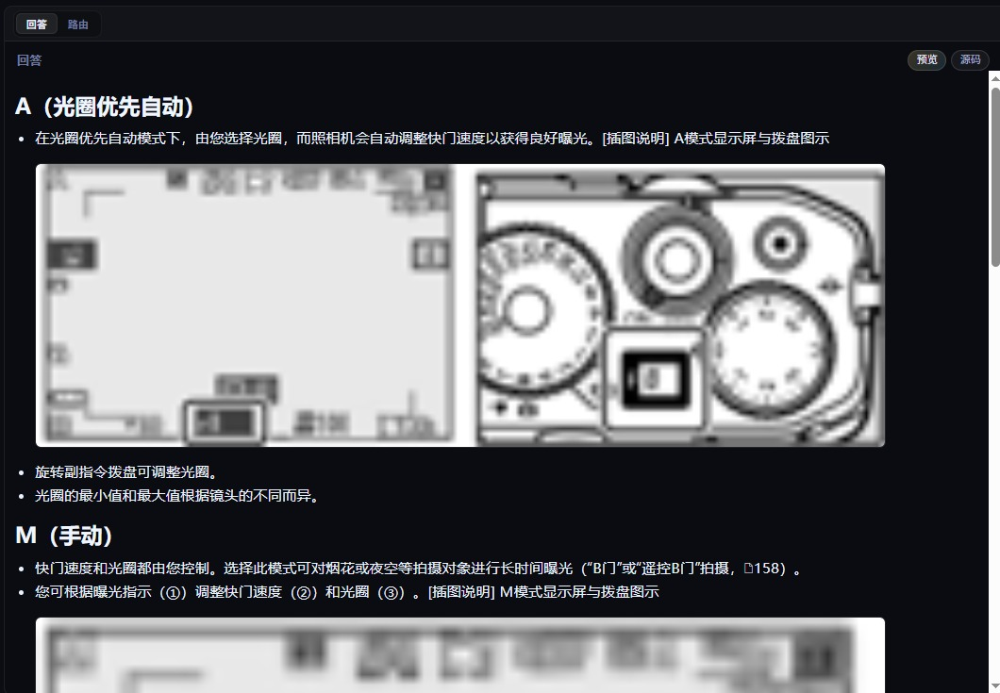 回答 路由
回答 预览 源码
A（光圈优先自动）
• 在光圈优先自动模式下，由您选择光圈，而照相机会自动调整快门速度以获得良好曝光。[插图说明] A模式显示屏与拨盘图示
• 旋转副指令拨盘可调整光圈。
• 光圈的最小值和最大值根据镜头的不同而异。
M（手动）
• 快门速度和光圈都由您控制。选择此模式可对烟花或夜空等拍摄对象进行长时间曝光（“B门”或“遥控B门”拍摄，158）。
• 您可根据曝光指示（①）调整快门速度（②）和光圈（③）。[插图说明] M模式显示屏与拨盘图示